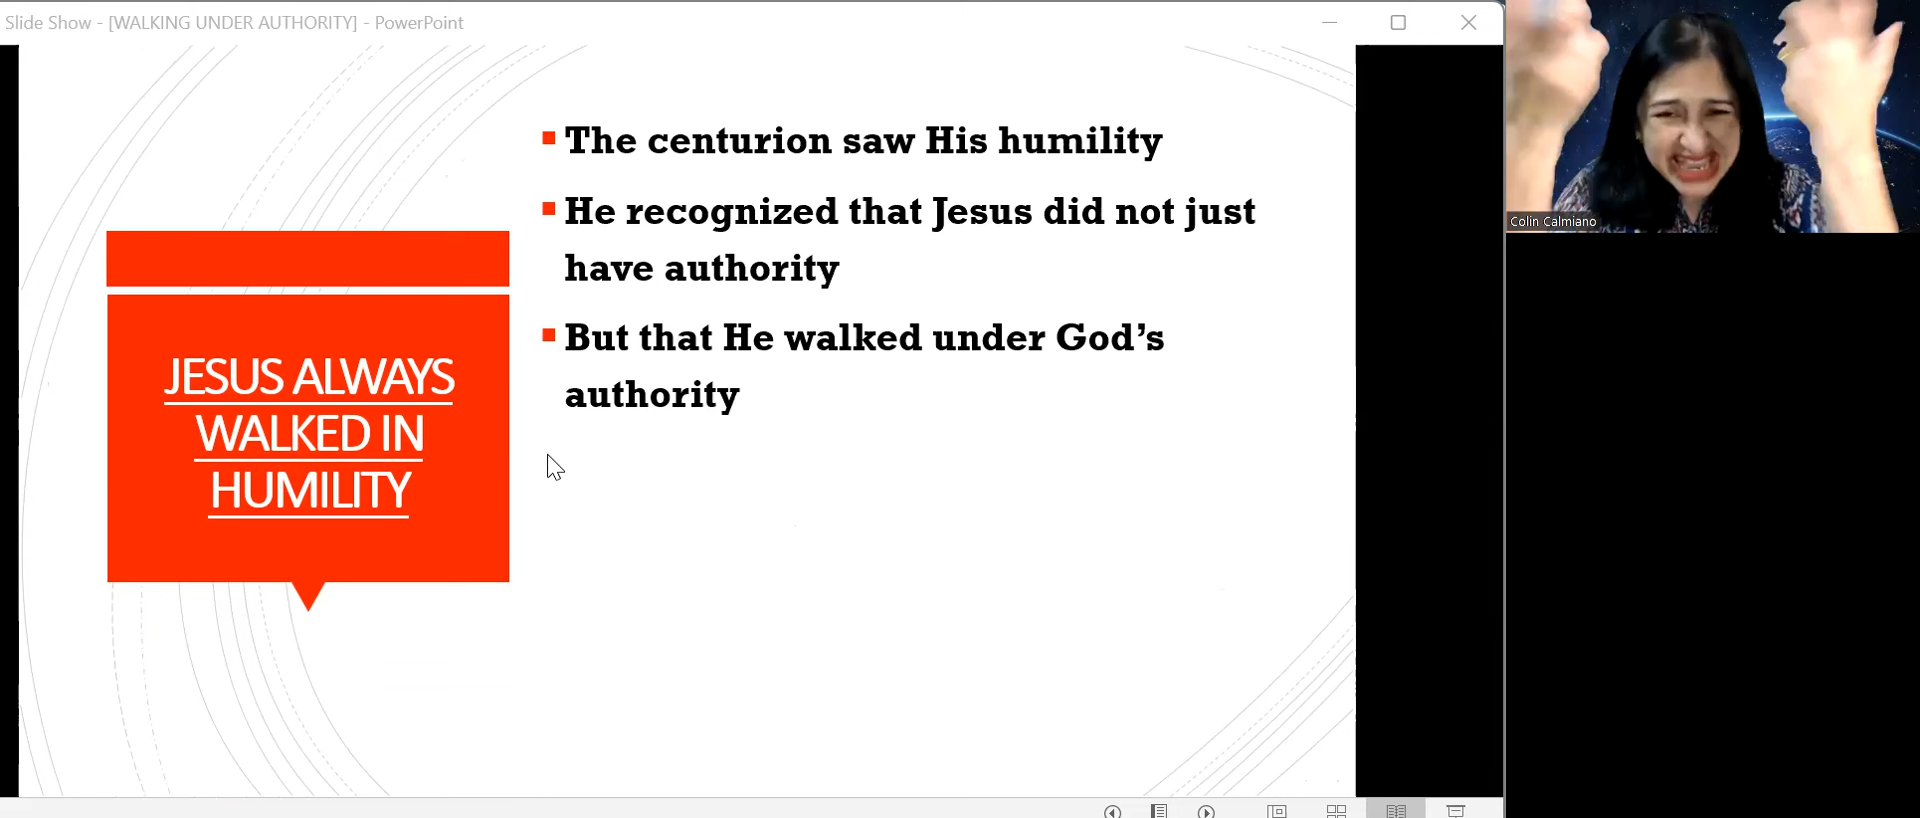 Slide Show - [WALKING UNDER AUTHORITY] - PowerPoint
The centurion saw His humility
He recognized that Jesus did not just
have authority
But that He walked under God’s
authority
JESUS ALWAYS
WALKED IN
HUMILITY
Colin Calmiano